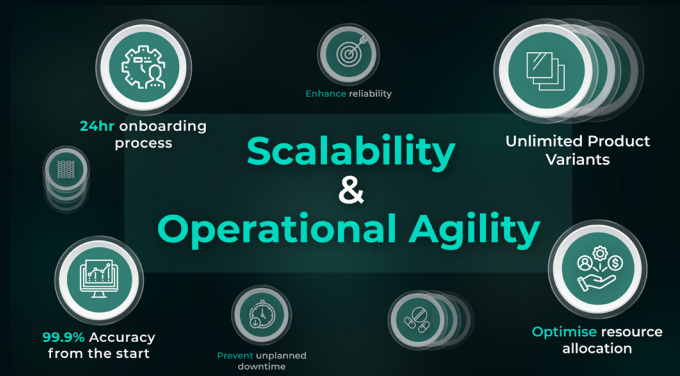 24hr onboarding
process
Enhance reliability
Unlimited Product
Variants
Scalability
&
Operational Agility
99.9% Accuracy
from the start
Prevent unplanned
downtime
Optimise resource
allocation